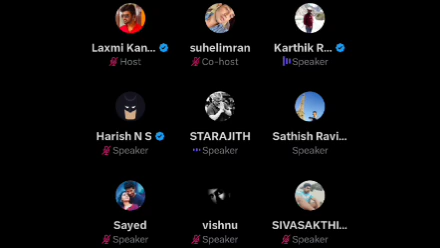 Laxmi Kan... suhelimran Karthik R...
Host Co-host Speaker
Harish N S STARAJITH Sathish Ravi...
Speaker Speaker Speaker
Sayed vishnu SIVASAKTHI...
Speaker Speaker Speaker